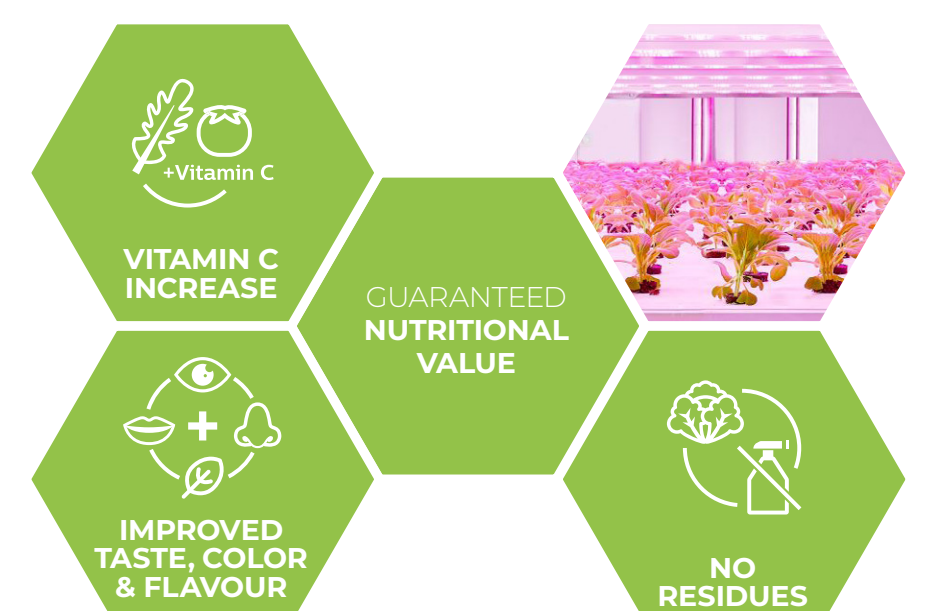 +Vitamin C
VITAMIN C
INCREASE
GUARANTEED
NUTRITIONAL
VALUE
IMPROVED
TASTE, COLOR
& FLAVOUR
NO
RESIDUES